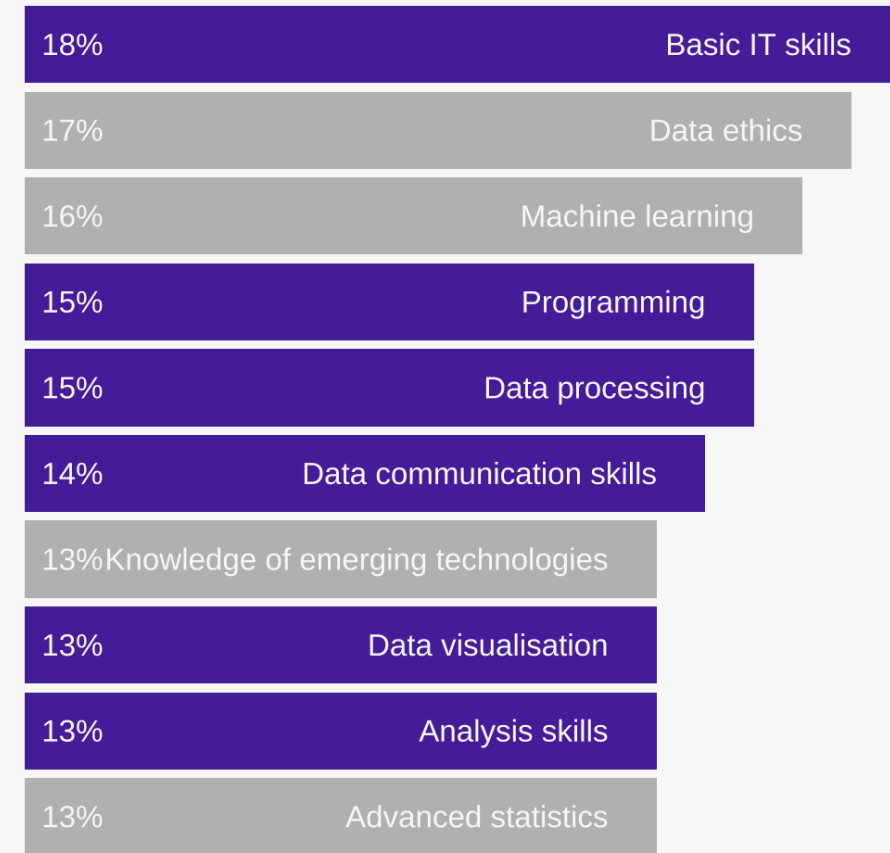 18% Basic IT skills
17% Data ethics
16% Machine learning
15% Programming
15% Data processing
14% Data communication skills
13% Knowledge of emerging technologies
13% Data visualisation
13% Analysis skills
13% Advanced statistics